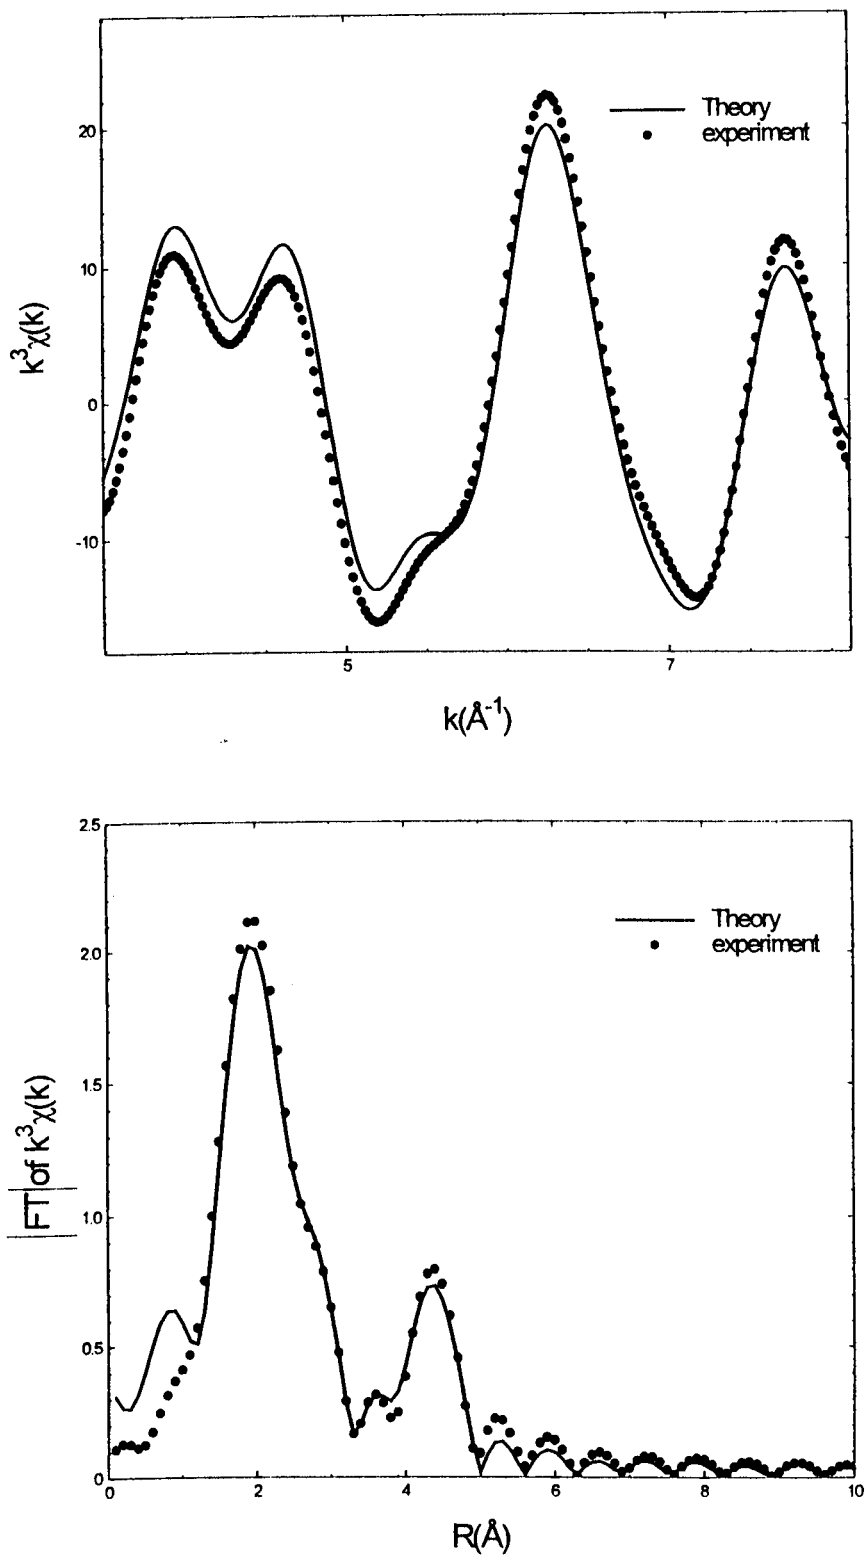 Theory
experiment
20
10
0
-10
k³χ(k)
5
7
k(Å⁻¹)
2.5
2.0
1.5
1.0
0.5
0
Theory
experiment
|FT| of k³χ(k)
0
2
4
6
8
10
R(Å)